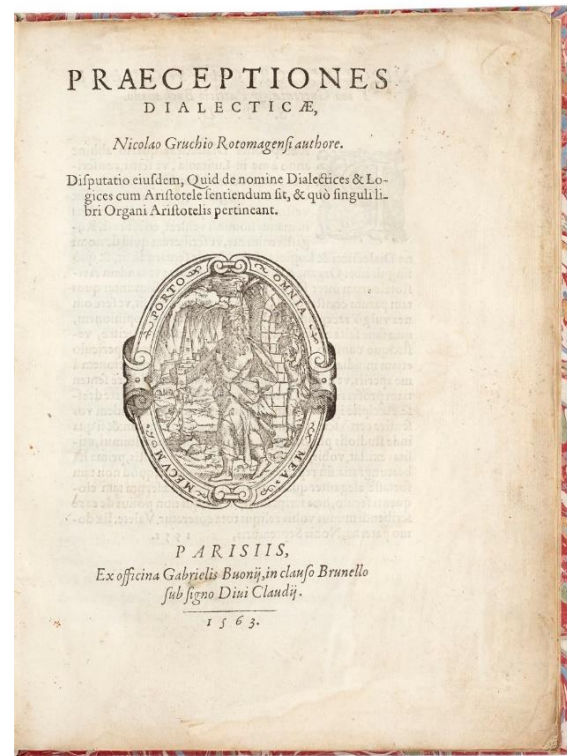 PRAECEPTIONES
DIALECTICÆ,
Nicolao Gruchio Rotomagenſi authore.
Diſputatio eiuſdem, Quid de nomine Dialectices & Lo-
gices cum Ariſtotele ſentiendum ſit, & quò ſinguli li-
bri Organi Ariſtotelis pertineant.
OMNIA MEA MECVM PORTO
PARISIIS,
Ex officina Gabrielis Buonij, in clauſo Brunello
ſub ſigno Diui Claudij.
1563.